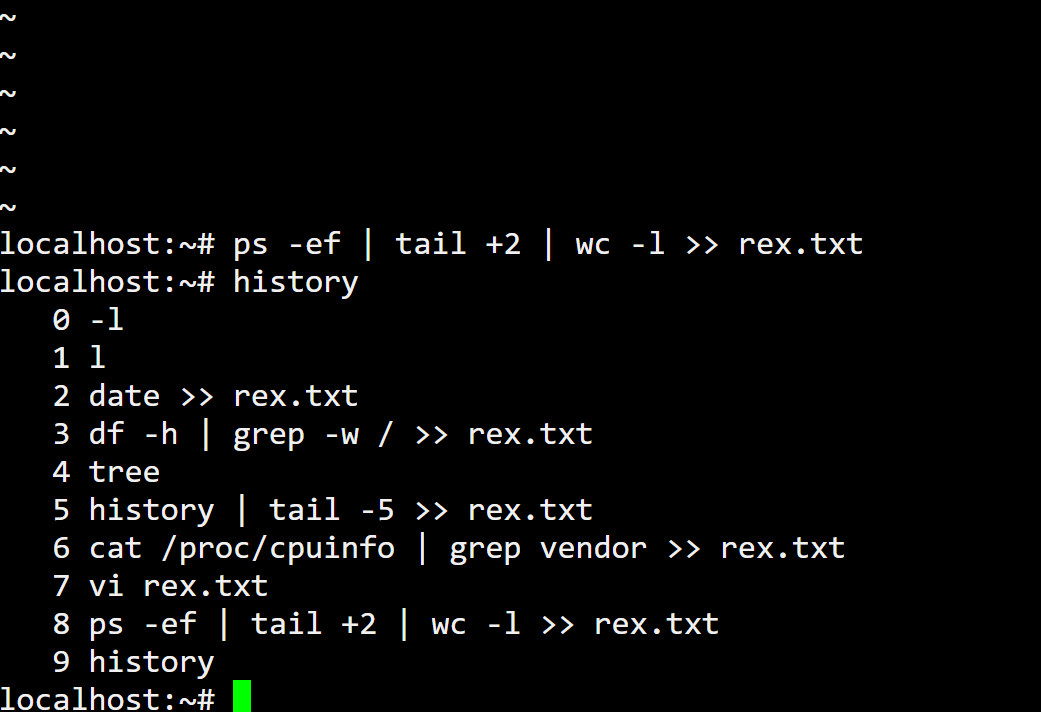 ~
~
~
~
~
~
localhost:~# ps -ef | tail +2 | wc -l >> rex.txt
localhost:~# history
   0 -l
   1 l
   2 date >> rex.txt
   3 df -h | grep -w / >> rex.txt
   4 tree
   5 history | tail -5 >> rex.txt
   6 cat /proc/cpuinfo | grep vendor >> rex.txt
   7 vi rex.txt
   8 ps -ef | tail +2 | wc -l >> rex.txt
   9 history
localhost:~#